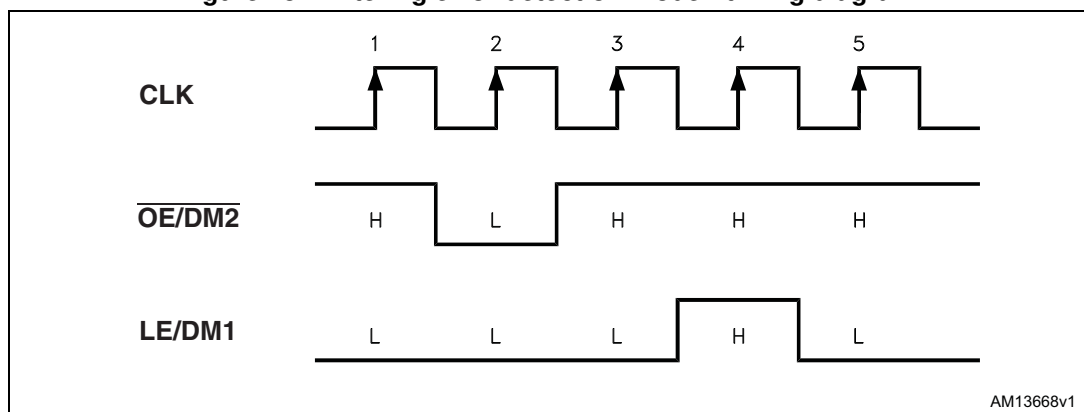 1 2 3 4 5
CLK
OE/DM2 H L H H H
LE/DM1 L L L H L
AM13668v1